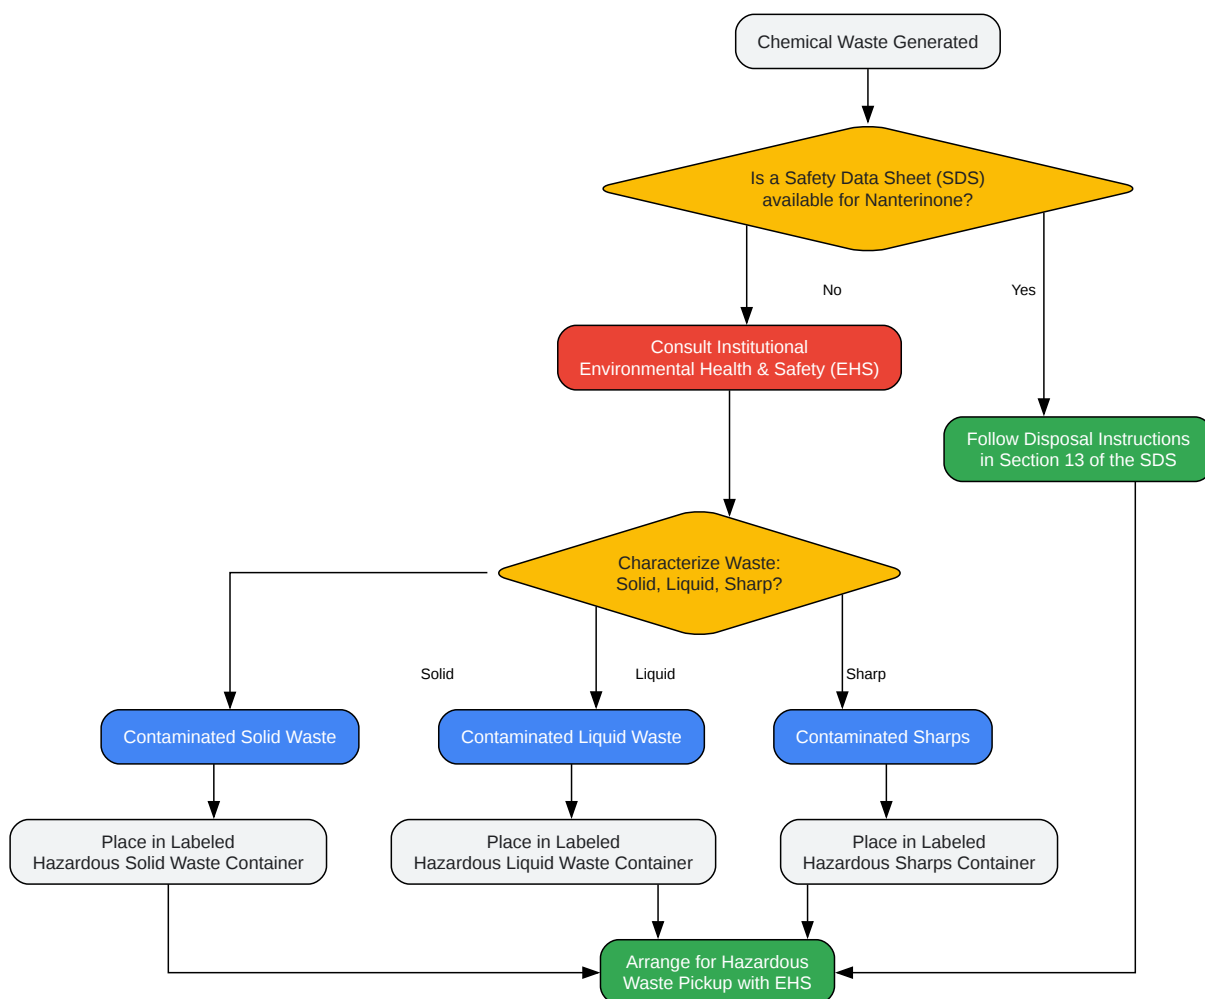 Chemical Waste Generated
Is a Safety Data Sheet (SDS)
available for Nanterinone?
No
Yes
Consult Institutional
Environmental Health & Safety (EHS)
Follow Disposal Instructions
in Section 13 of the SDS
Characterize Waste:
Solid, Liquid, Sharp?
Solid
Liquid
Sharp
Contaminated Solid Waste
Contaminated Liquid Waste
Contaminated Sharps
Place in Labeled
Hazardous Solid Waste Container
Place in Labeled
Hazardous Liquid Waste Container
Place in Labeled
Hazardous Sharps Container
Arrange for Hazardous
Waste Pickup with EHS